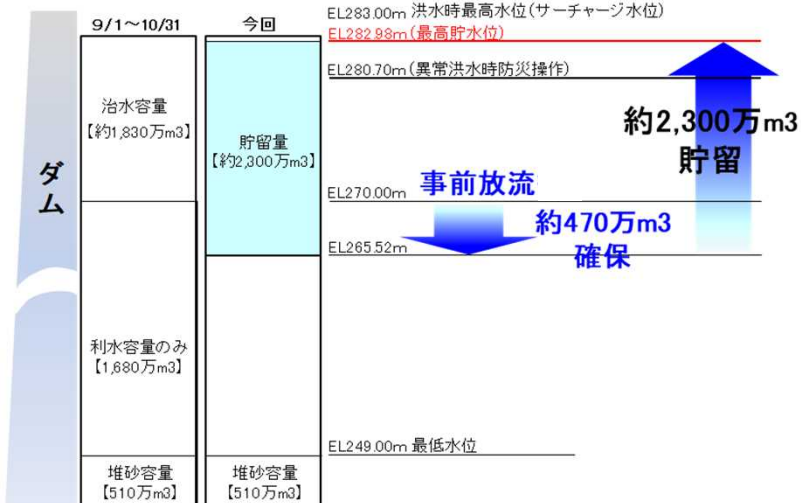 EL283.00m 洪水時最高水位(サーチャージ水位)
9/1～10/31
今回
EL282.98m(最高貯水位)
EL280.70m(異常洪水時防災操作)
治水容量
【約1,830万m3】
貯留量
【約2,300万m3】
約2,300万m3
貯留
ダム
事前放流
EL270.00m
約470万m3
確保
EL265.52m
利水容量のみ
【1,680万m3】
EL249.00m 最低水位
堆砂容量
【510万m3】
堆砂容量
【510万m3】